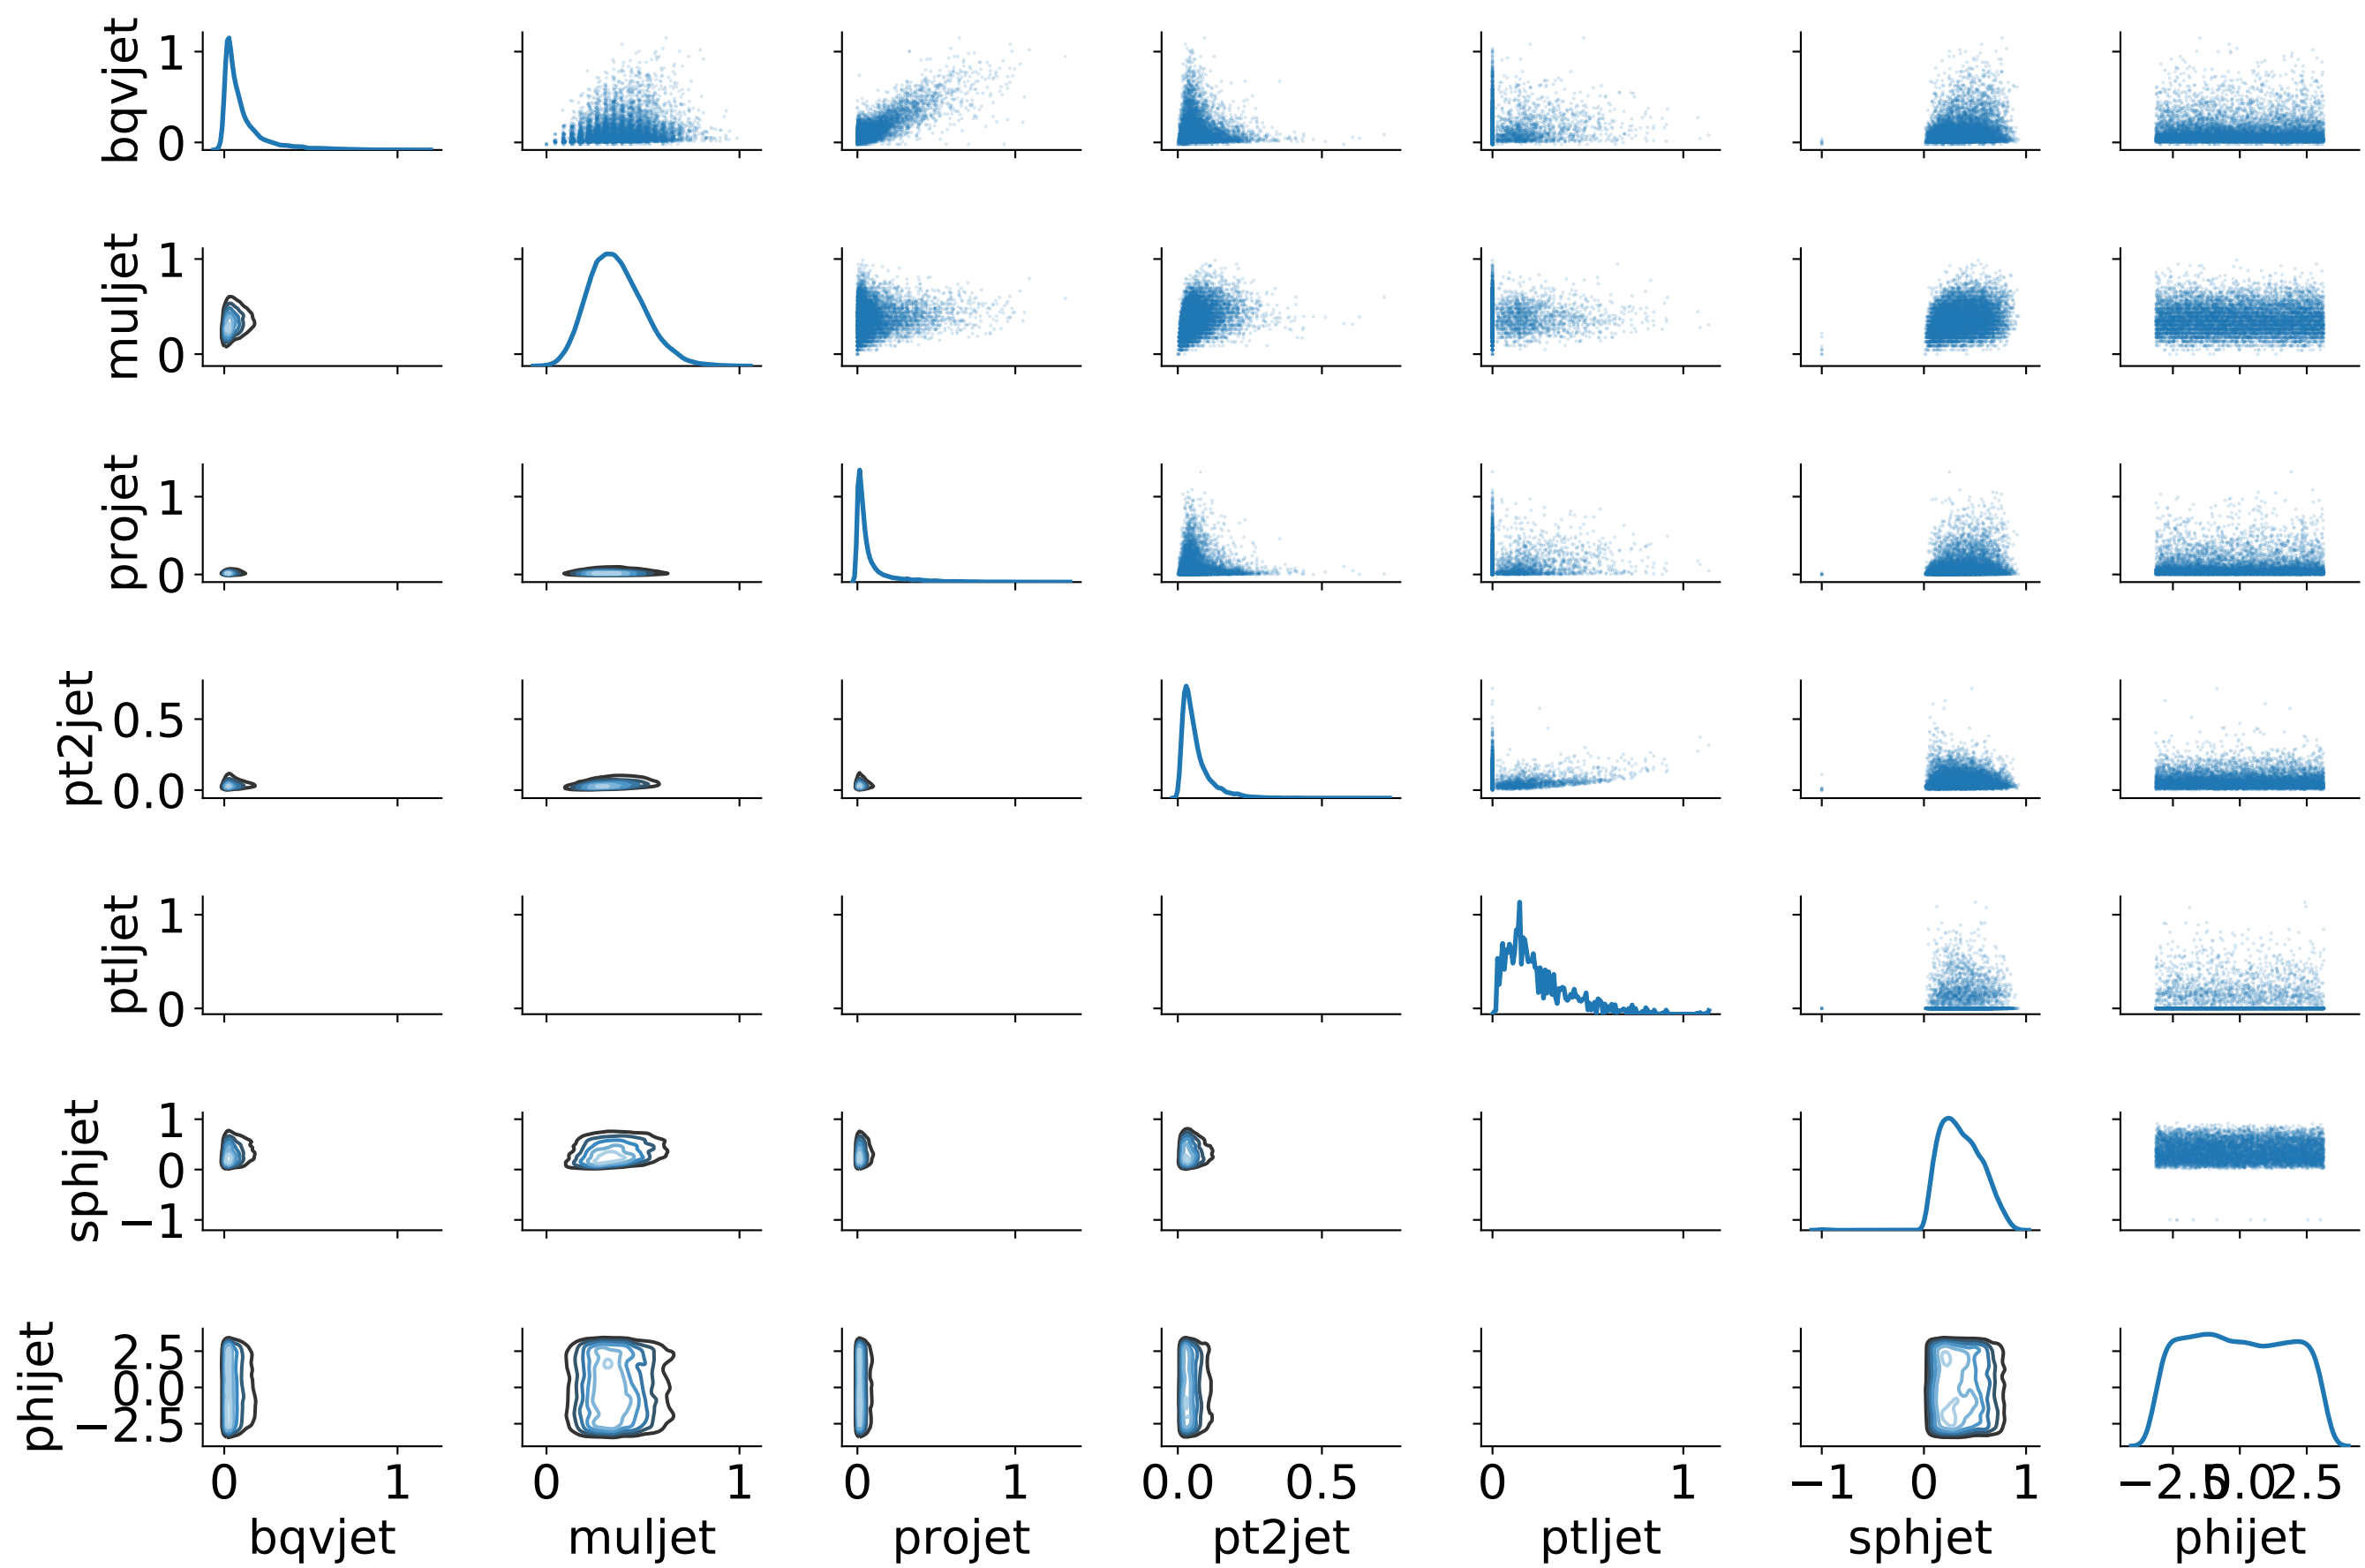 bqvjet
1
0
muljet
1
0
projet
1
0
pt2jet
0.5
0.0
ptljet
1
0
sphjet
1
0
−1
phijet
2.5
0.0
−2.5
0 1 0 1 0 1 0.0 0.5 0 1 −1 0 1 −2.5 0.0 2.5
bqvjet muljet projet pt2jet ptljet sphjet phijet